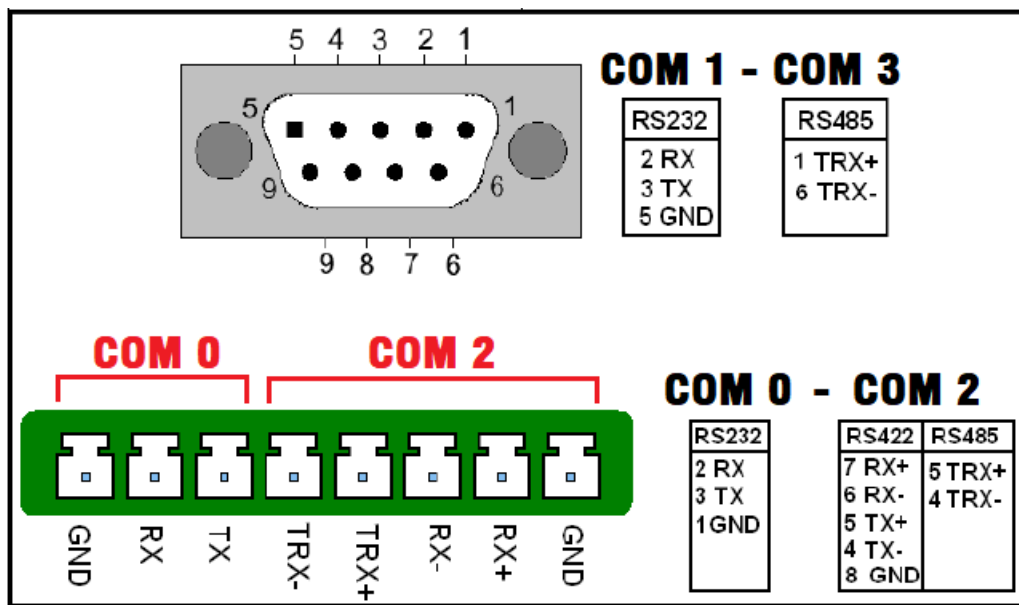 5 4 3 2 1
COM 1 - COM 3
5 1
9 6
9 8 7 6
RS232
2 RX
3 TX
5 GND
RS485
1 TRX+
6 TRX-
COM 0 COM 2
GND RX TX TRX- TRX+ RX- RX+ GND
COM 0 - COM 2
RS232
2 RX
3 TX
1GND
RS422
7 RX+
6 RX-
5 TX+
4 TX-
8 GND
RS485
5 TRX+
4 TRX-